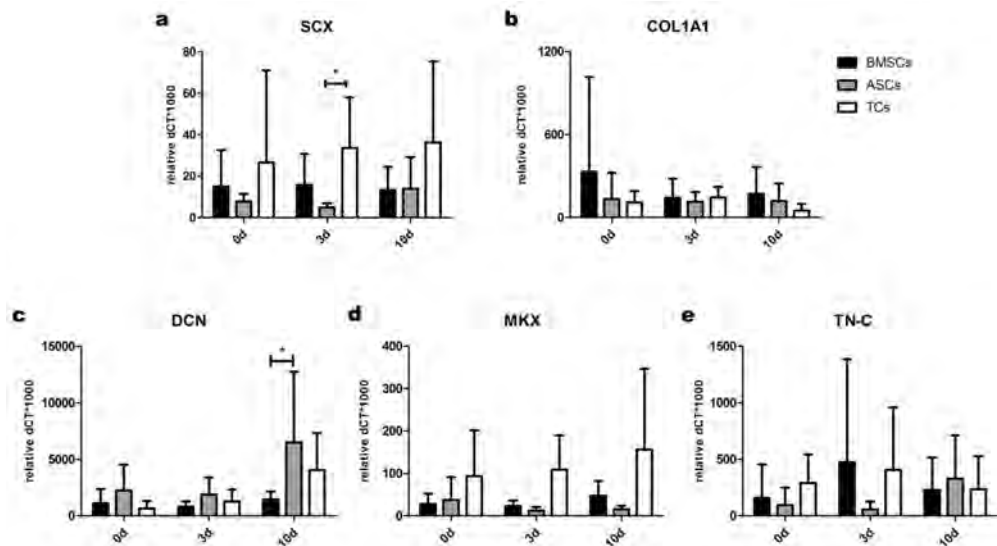 a
SCX
relative dCT*1000
80
60
40
20
0
*
0d
3d
10d
b
COL1A1
relative dCT*1000
1200
600
0
0d
3d
10d
BMSCs
ASCs
TCs
c
DCN
relative dCT*1000
15000
10000
5000
0
*
0d
3d
10d
d
MKX
relative dCT*1000
400
300
200
100
0
0d
3d
10d
e
TN-C
relative dCT*1000
1500
1000
500
0
0d
3d
10d